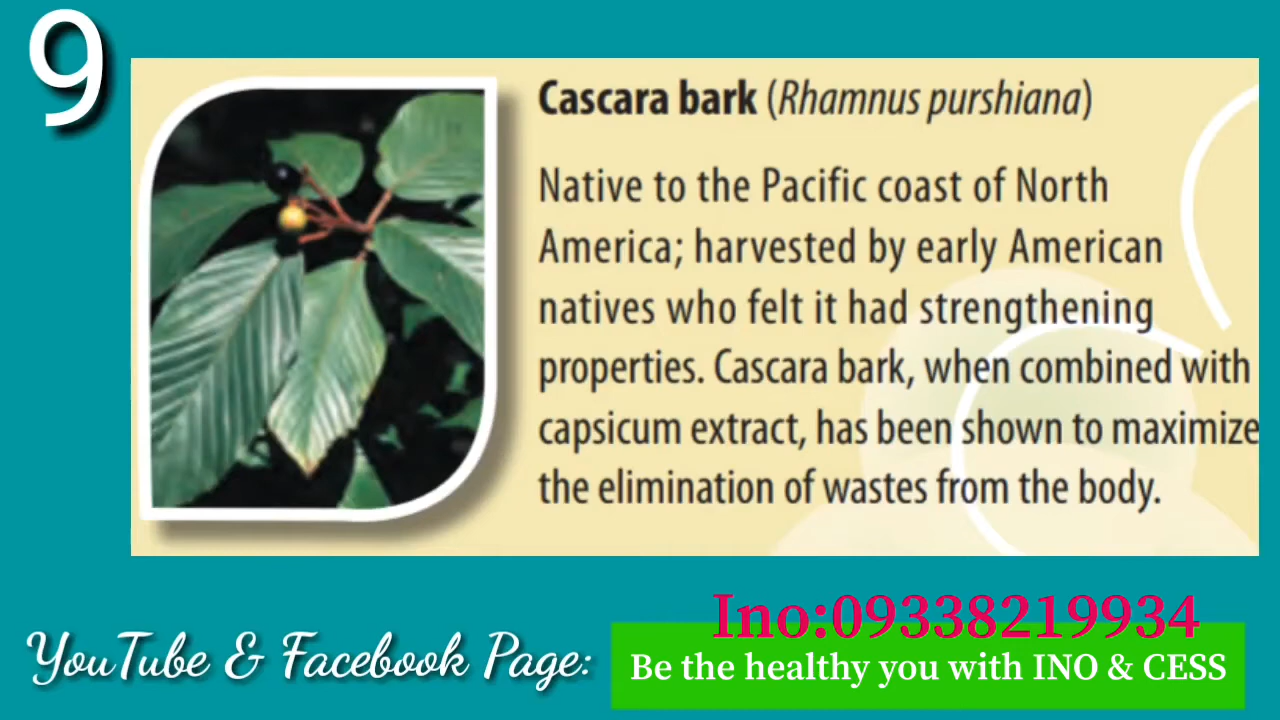 9
Cascara bark (Rhamnus purshiana)
Native to the Pacific coast of North
America; harvested by early American
natives who felt it had strengthening
properties. Cascara bark, when combined with
capsicum extract, has been shown to maximize
the elimination of wastes from the body.
Ino:09338219934
YouTube & Facebook Page:
Be the healthy you with INO & CESS